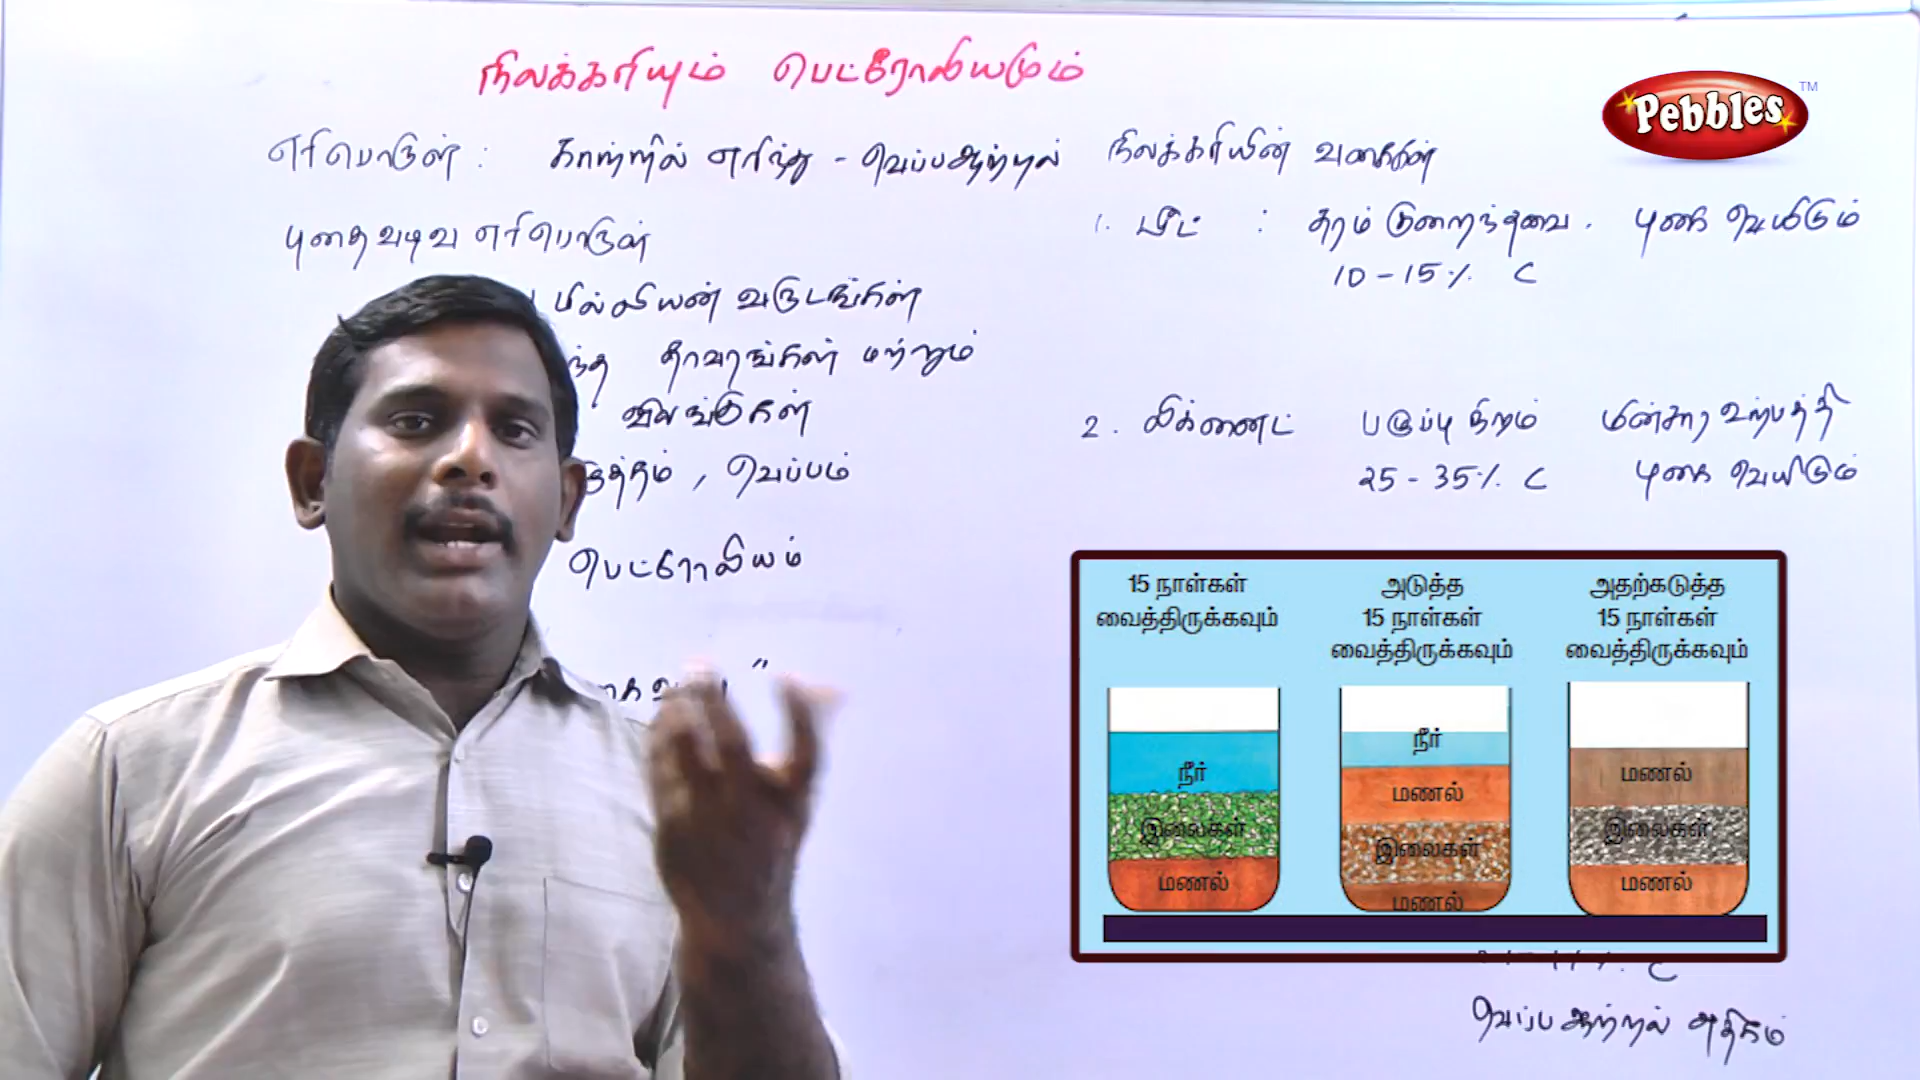 நிலக்கரியும் பெட்ரோலியமும்
Pebbles TM
எரிபொருள் : காற்றில் எரிந்து - வெப்பஆற்றல்
புதைவடிவ எரிபொருள்
மில்லியன் வருடங்கள்
தாவரங்கள் மற்றும்
விலங்குகள்
வெப்பம்
பெட்ரோலியம்
நிலக்கரியின் வகைகள்
1. பீட் : தரம் குறைந்தவை. புகை வெயிடும்
10 - 15% C
2. லிக்னைட் பழுப்பு நிறம் மின்சார உற்பத்தி
25 - 35% C புகை வெயிடும்
15 நாள்கள்
வைத்திருக்கவும்
நீர்
இலைகள்
மணல்
அடுத்த
15 நாள்கள்
வைத்திருக்கவும்
நீர்
மணல்
இலைகள்
மணல்
அதற்கடுத்த
15 நாள்கள்
வைத்திருக்கவும்
மணல்
இலைகள்
மணல்
வெப்ப ஆற்றல் அதிகம்